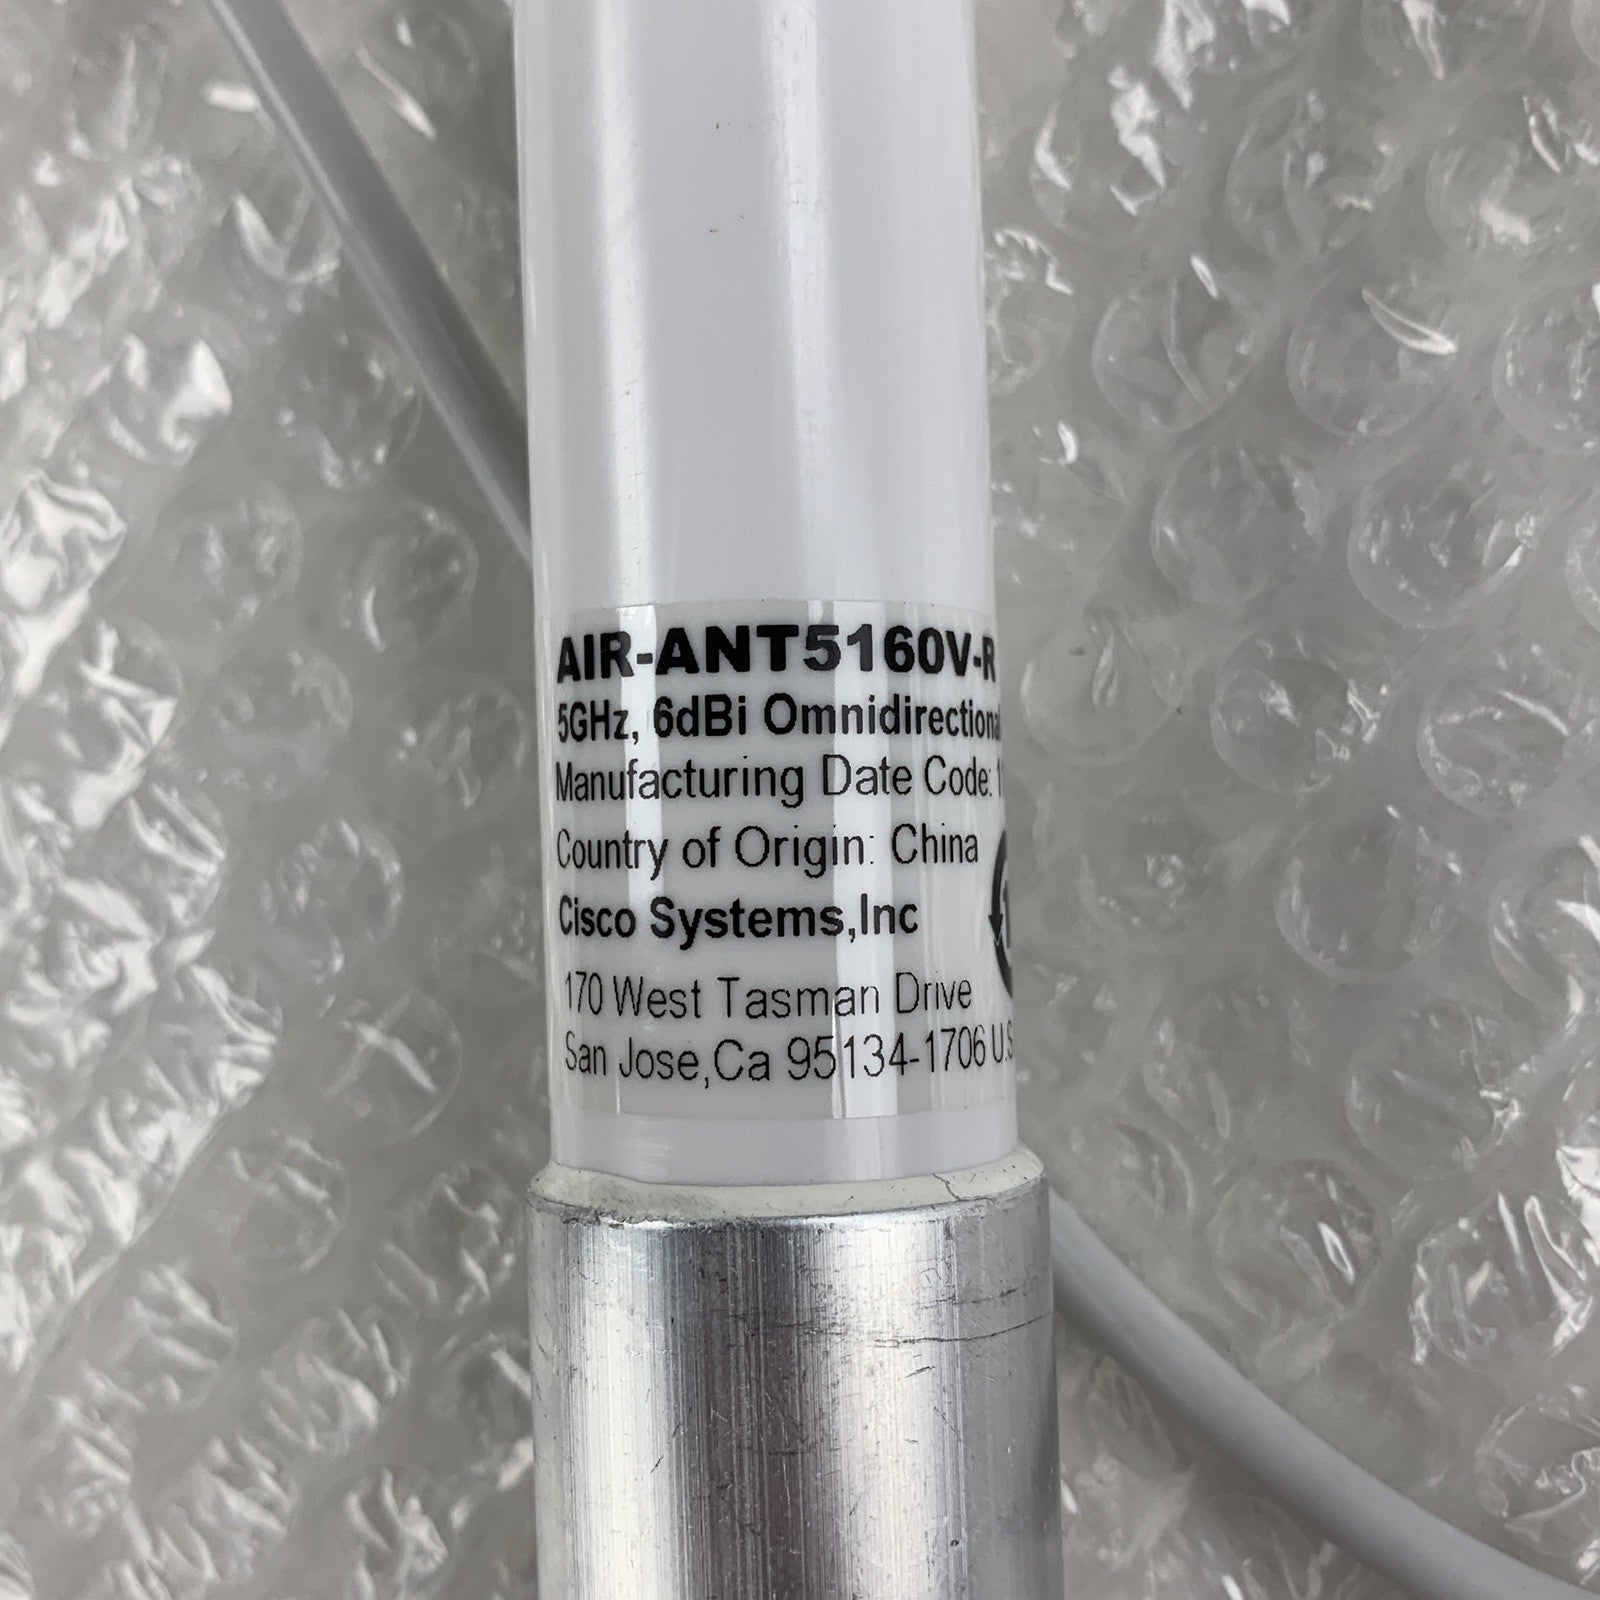 AIR-ANT5160V-R
5GHz, 6dBi Omnidirectional
Manufacturing Date Code: 1
Country of Origin: China
Cisco Systems,Inc
170 West Tasman Drive
San Jose,Ca 95134-1706 U.S